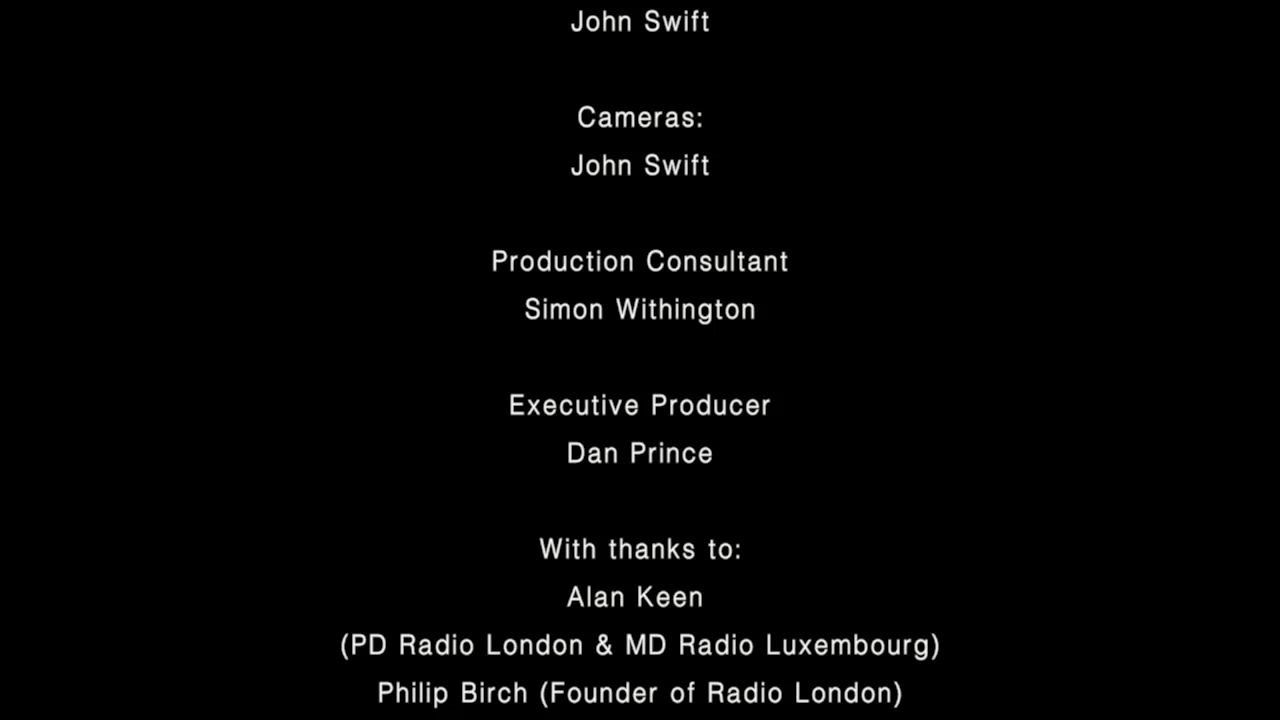 John Swift
Cameras:
John Swift
Production Consultant
Simon Withington
Executive Producer
Dan Prince
With thanks to:
Alan Keen
(PD Radio London & MD Radio Luxembourg)
Philip Birch (Founder of Radio London)